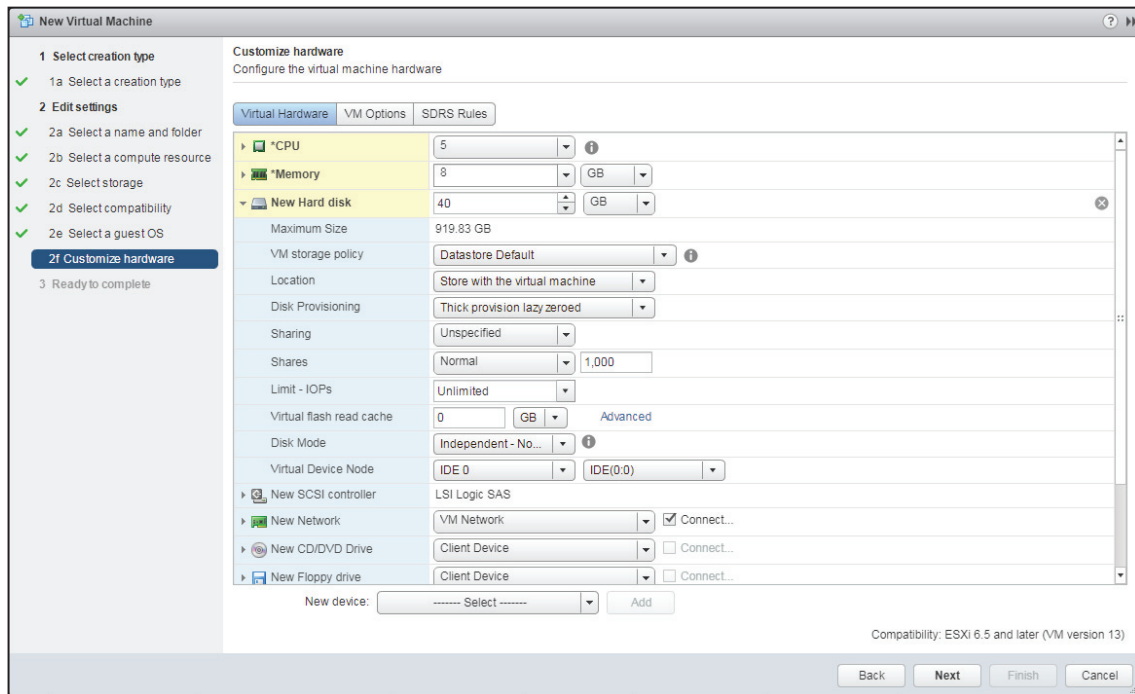 New Virtual Machine
1 Select creation type
1a Select a creation type
2 Edit settings
2a Select a name and folder
2b Select a compute resource
2c Select storage
2d Select compatibility
2e Select a guest OS
2f Customize hardware
3 Ready to complete
Customize hardware
Configure the virtual machine hardware
Virtual Hardware VM Options SDRS Rules
*CPU 5
*Memory 8 GB
New Hard disk 40 GB
Maximum Size 919.83 GB
VM storage policy Datastore Default
Location Store with the virtual machine
Disk Provisioning Thick provision lazy zeroed
Sharing Unspecified
Shares Normal 1,000
Limit - IOPs Unlimited
Virtual flash read cache 0 GB Advanced
Disk Mode Independent - No...
Virtual Device Node IDE 0 IDE(0:0)
New SCSI controller LSI Logic SAS
New Network VM Network Connect...
New CD/DVD Drive Client Device Connect...
New Floppy drive Client Device Connect...
New device: ------- Select ------- Add
Compatibility: ESXi 6.5 and later (VM version 13)
Back Next Finish Cancel